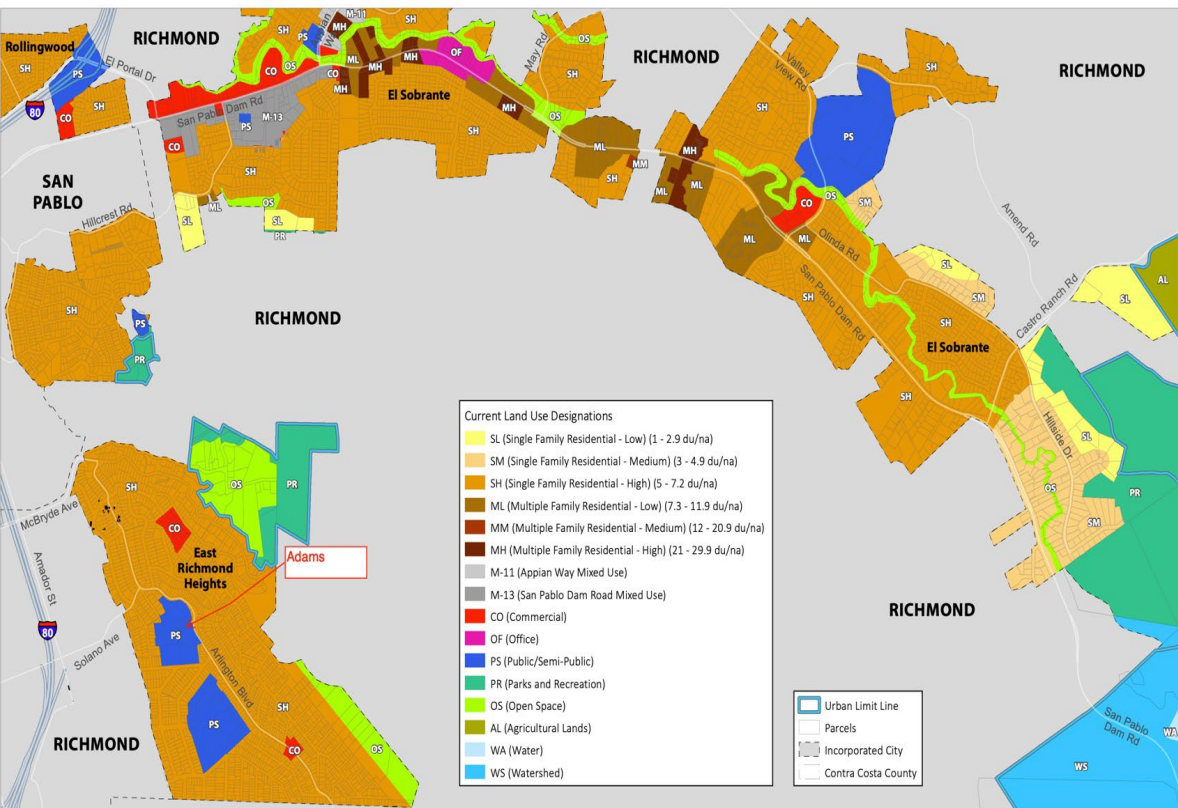 RICHMOND
M-11
SH
MH
SH
PS
Appian Way
Rollingwood
SH
PS
El Portal Dr
80
CO
SH
CO
OS
CO
ML
MH
MH
MH
OF
May Rd
OS
SH
RICHMOND
Valley View Rd
SH
RICHMOND
El Sobrante
San Pablo Dam Rd
M-13
PS
CO
MH
OS
SH
SH
PS
ML
MM
SH
MH
ML
ML
SAN PABLO
Hillcrest Rd
SH
SL
ML
OS
SL
PR
CO
OS
SM
ML
ML
Olinda Rd
San Pablo Dam Rd
SH
Amend Rd
SL
SM
Castro Ranch Rd
SL
AL
SH
PS
PR
RICHMOND
SH
El Sobrante
SH
Hillside Dr
SL
OS
PR
SM
Current Land Use Designations
SL (Single Family Residential - Low) (1 - 2.9 du/na)
SM (Single Family Residential - Medium) (3 - 4.9 du/na)
SH (Single Family Residential - High) (5 - 7.2 du/na)
ML (Multiple Family Residential - Low) (7.3 - 11.9 du/na)
MM (Multiple Family Residential - Medium) (12 - 20.9 du/na)
MH (Multiple Family Residential - High) (21 - 29.9 du/na)
M-11 (Appian Way Mixed Use)
M-13 (San Pablo Dam Road Mixed Use)
CO (Commercial)
OF (Office)
PS (Public/Semi-Public)
PR (Parks and Recreation)
OS (Open Space)
AL (Agricultural Lands)
WA (Water)
WS (Watershed)
SH
OS
PR
McBryde Ave
CO
East Richmond Heights
Adams
Amador St
80
Solano Ave
PS
Arlington Blvd
PS
SH
CO
OS
RICHMOND
RICHMOND
Urban Limit Line
Parcels
Incorporated City
Contra Costa County
San Pablo Dam Rd
WA
WS